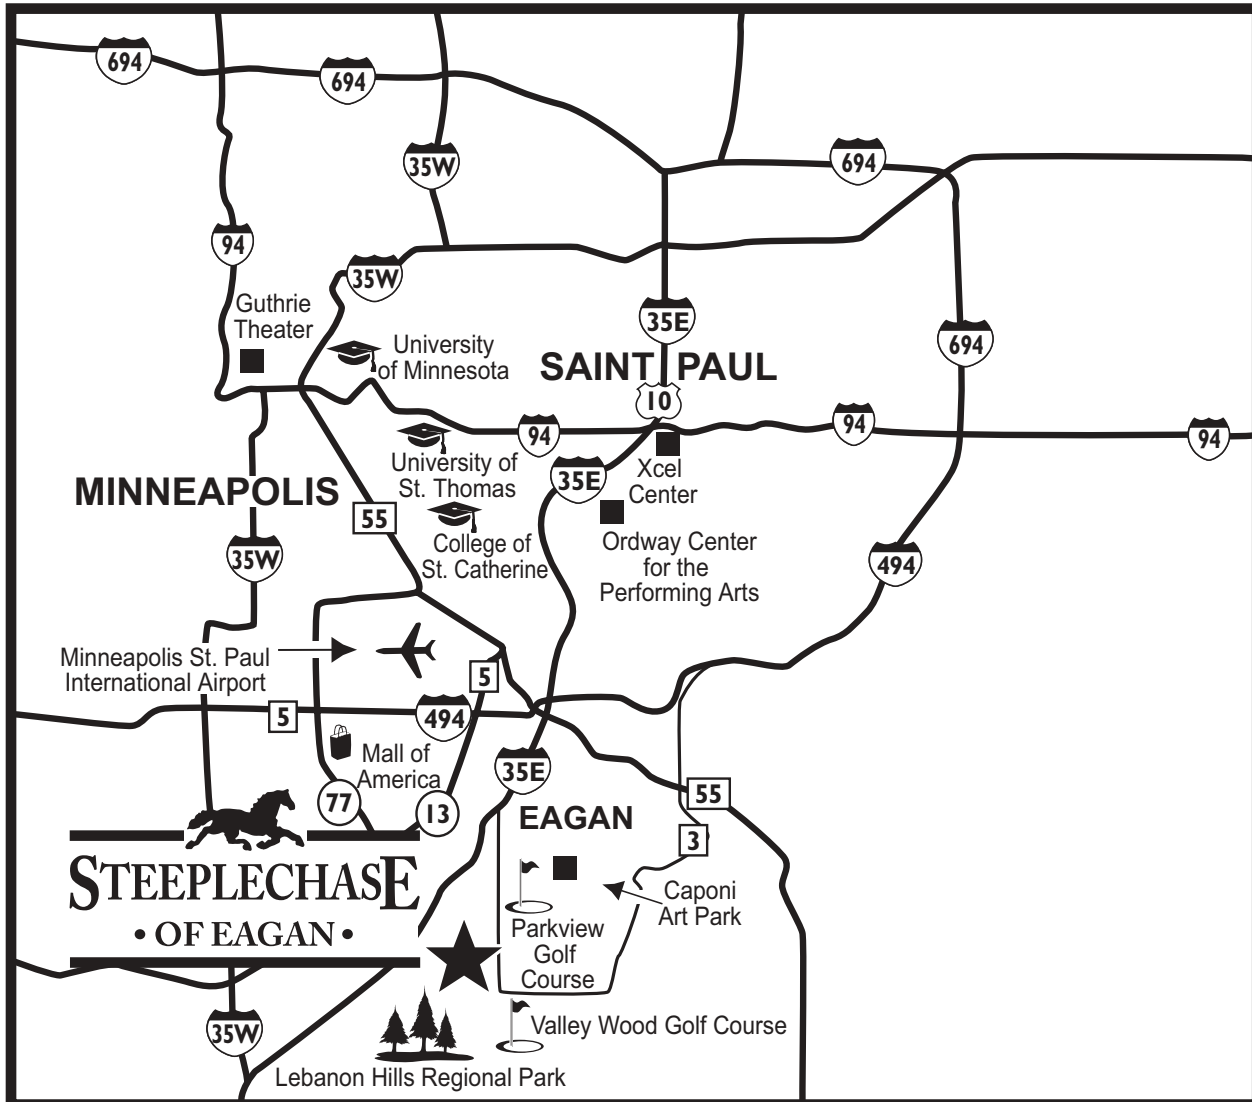 694
694
35W
694
94
35W
Guthrie
Theater
35E
University
of Minnesota
694
SAINT PAUL
10
94
94
94
University of
St. Thomas
Xcel
Center
35E
MINNEAPOLIS
55
College of
St. Catherine
Ordway Center
for the
Performing Arts
35W
494
Minneapolis St. Paul
International Airport
5
5
494
Mall of
America
35E
77
13
55
EAGAN
3
STEEPLECHASE
• OF EAGAN •
Caponi
Art Park
Parkview
Golf
Course
35W
Valley Wood Golf Course
Lebanon Hills Regional Park